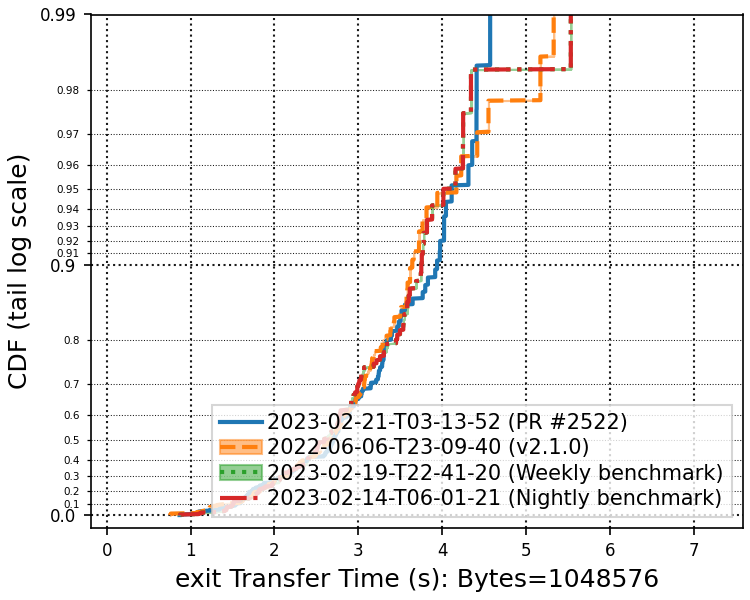 CDF (tail log scale)
0.99
0.98
0.97
0.96
0.95
0.94
0.93
0.92
0.91
0.9
0.8
0.7
0.6
0.5
0.4
0.3
0.2
0.1
0.0
2023-02-21-T03-13-52 (PR #2522)
2022-06-06-T23-09-40 (v2.1.0)
2023-02-19-T22-41-20 (Weekly benchmark)
2023-02-14-T06-01-21 (Nightly benchmark)
0 1 2 3 4 5 6 7
exit Transfer Time (s): Bytes=1048576